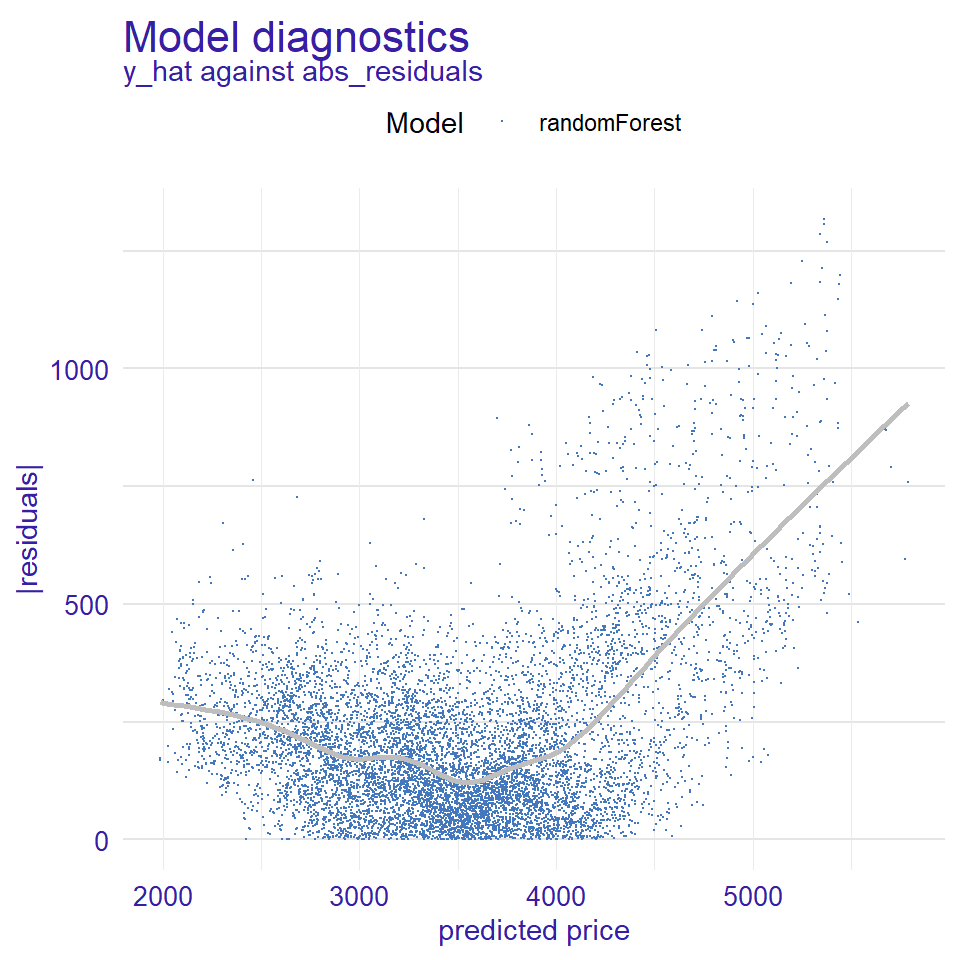 Model diagnostics
y_hat against abs_residuals
Model randomForest
1000
500
0
|residuals|
2000 3000 4000 5000
predicted price